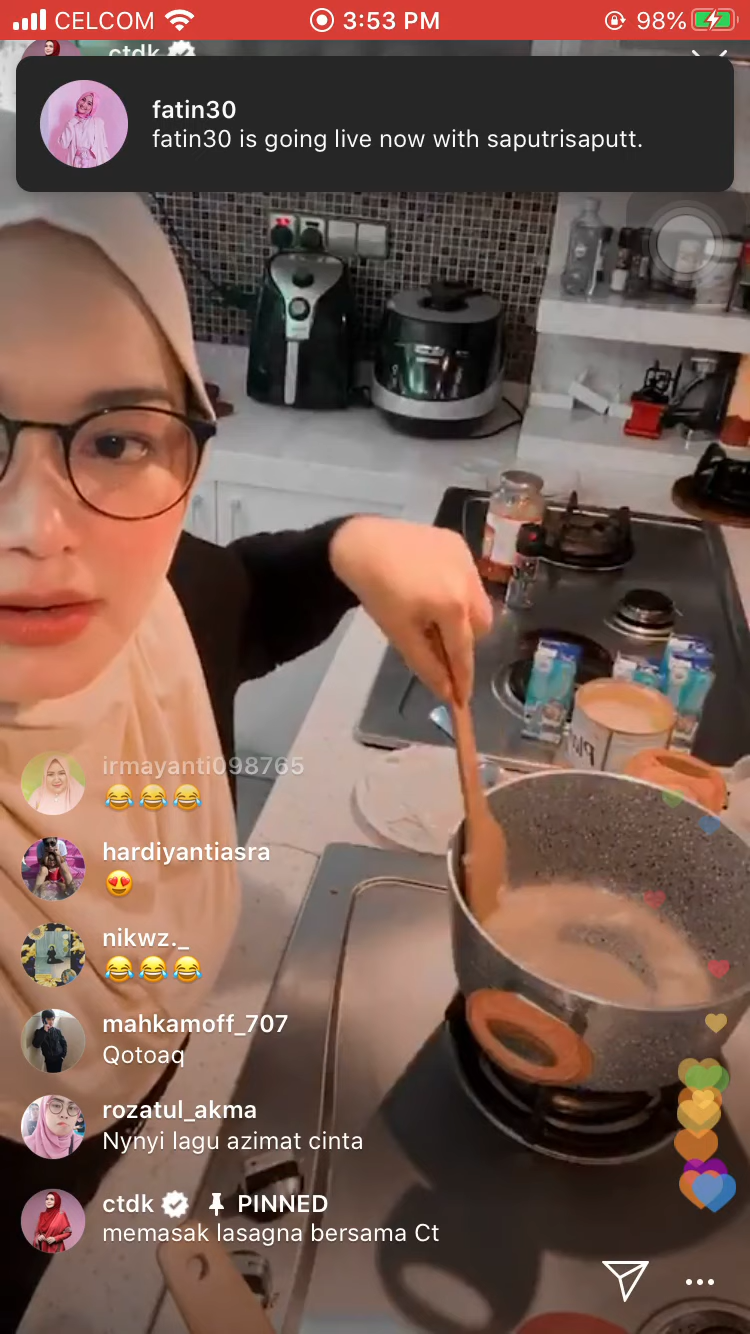 CELCOM
3:53 PM
98%
ctdk
fatin30
fatin30 is going live now with saputrisaputt.
irmayanti098765
😂😂😂
hardiyantiasra
😍
nikwz._
😂😂😂
mahkamoff_707
Qotoaq
rozatul_akma
Nynyi lagu azimat cinta
ctdk PINNED
memasak lasagna bersama Ct